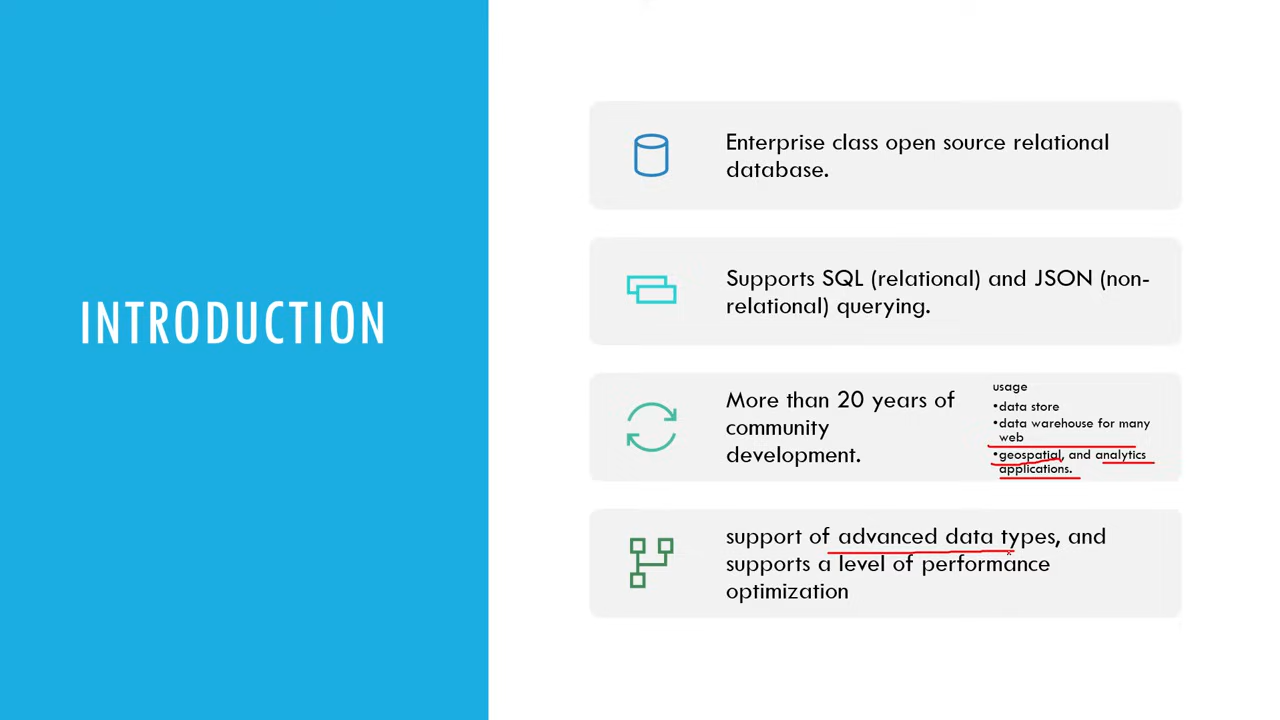 INTRODUCTION
Enterprise class open source relational
database.
Supports SQL (relational) and JSON (non-
relational) querying.
More than 20 years of
community
development.
usage
•data store
•data warehouse for many
web
•geospatial, and analytics
applications.
support of advanced data types, and
supports a level of performance
optimization